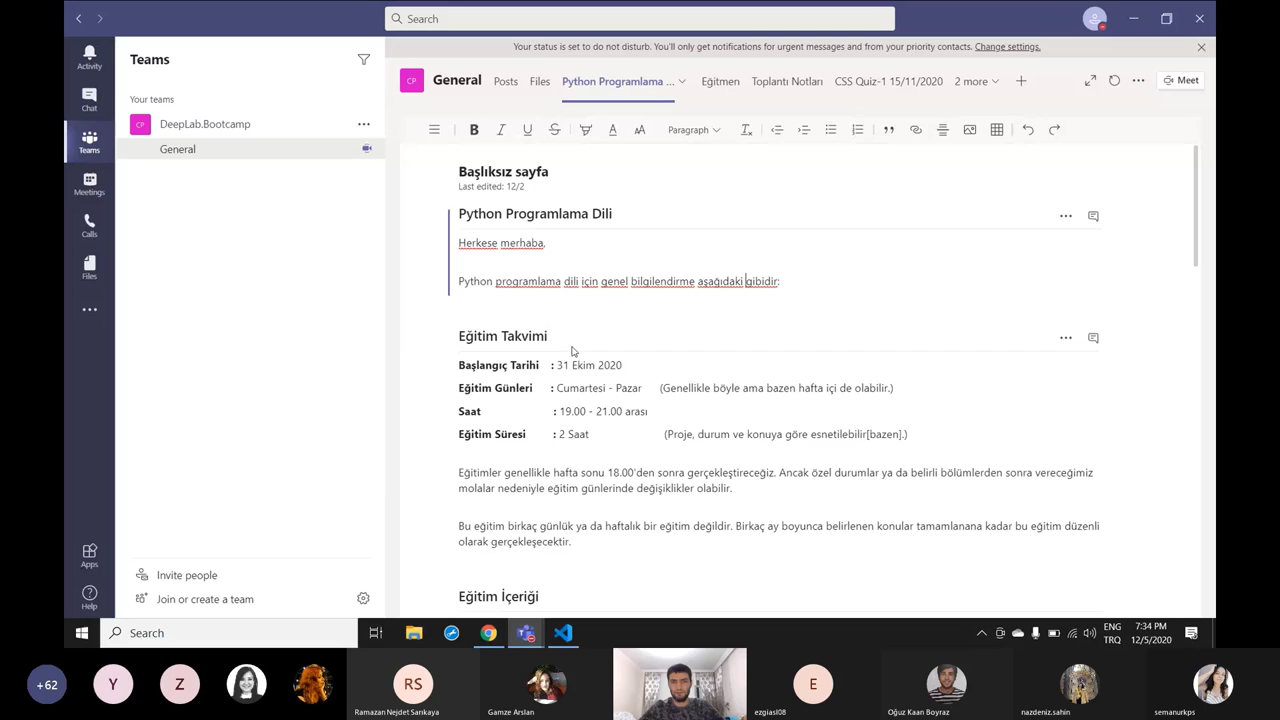 Search
Your status is set to do not disturb. You'll only get notifications for urgent messages and from your priority contacts. Change settings.
Activity
Chat
Teams
Meetings
Calls
Files
Apps
Help
Teams
Your teams
CP DeepLab.Bootcamp
General
Invite people
Join or create a team
CP General Posts Files Python Programlama ... Eğitmen Toplantı Notları CSS Quiz-1 15/11/2020 2 more Meet
B I U S A AA Paragraph
Başlıksız sayfa
Last edited: 12/2
Python Programlama Dili
Herkese merhaba,
Python programlama dili için genel bilgilendirme aşağıdaki gibidir:
Eğitim Takvimi
Başlangıç Tarihi : 31 Ekim 2020
Eğitim Günleri : Cumartesi - Pazar (Genellikle böyle ama bazen hafta içi de olabilir.)
Saat : 19.00 - 21.00 arası
Eğitim Süresi : 2 Saat (Proje, durum ve konuya göre esnetilebilir[bazen].)
Eğitimler genellikle hafta sonu 18.00'den sonra gerçekleştireceğiz. Ancak özel durumlar ya da belirli bölümlerden sonra vereceğimiz
molalar nedeniyle eğitim günlerinde değişiklikler olabilir.
Bu eğitim birkaç günlük ya da haftalık bir eğitim değildir. Birkaç ay boyunca belirlenen konular tamamlanana kadar bu eğitim düzenli
olarak gerçekleşecektir.
Eğitim İçeriği
Search
ENG
TRQ
7:34 PM
12/5/2020
+62 Y Z RS E
Ramazan Nejdet Sarıkaya Gamze Arslan ezgiasl08 Oğuz Kaan Boyraz nazdeniz.sahin semanurkps